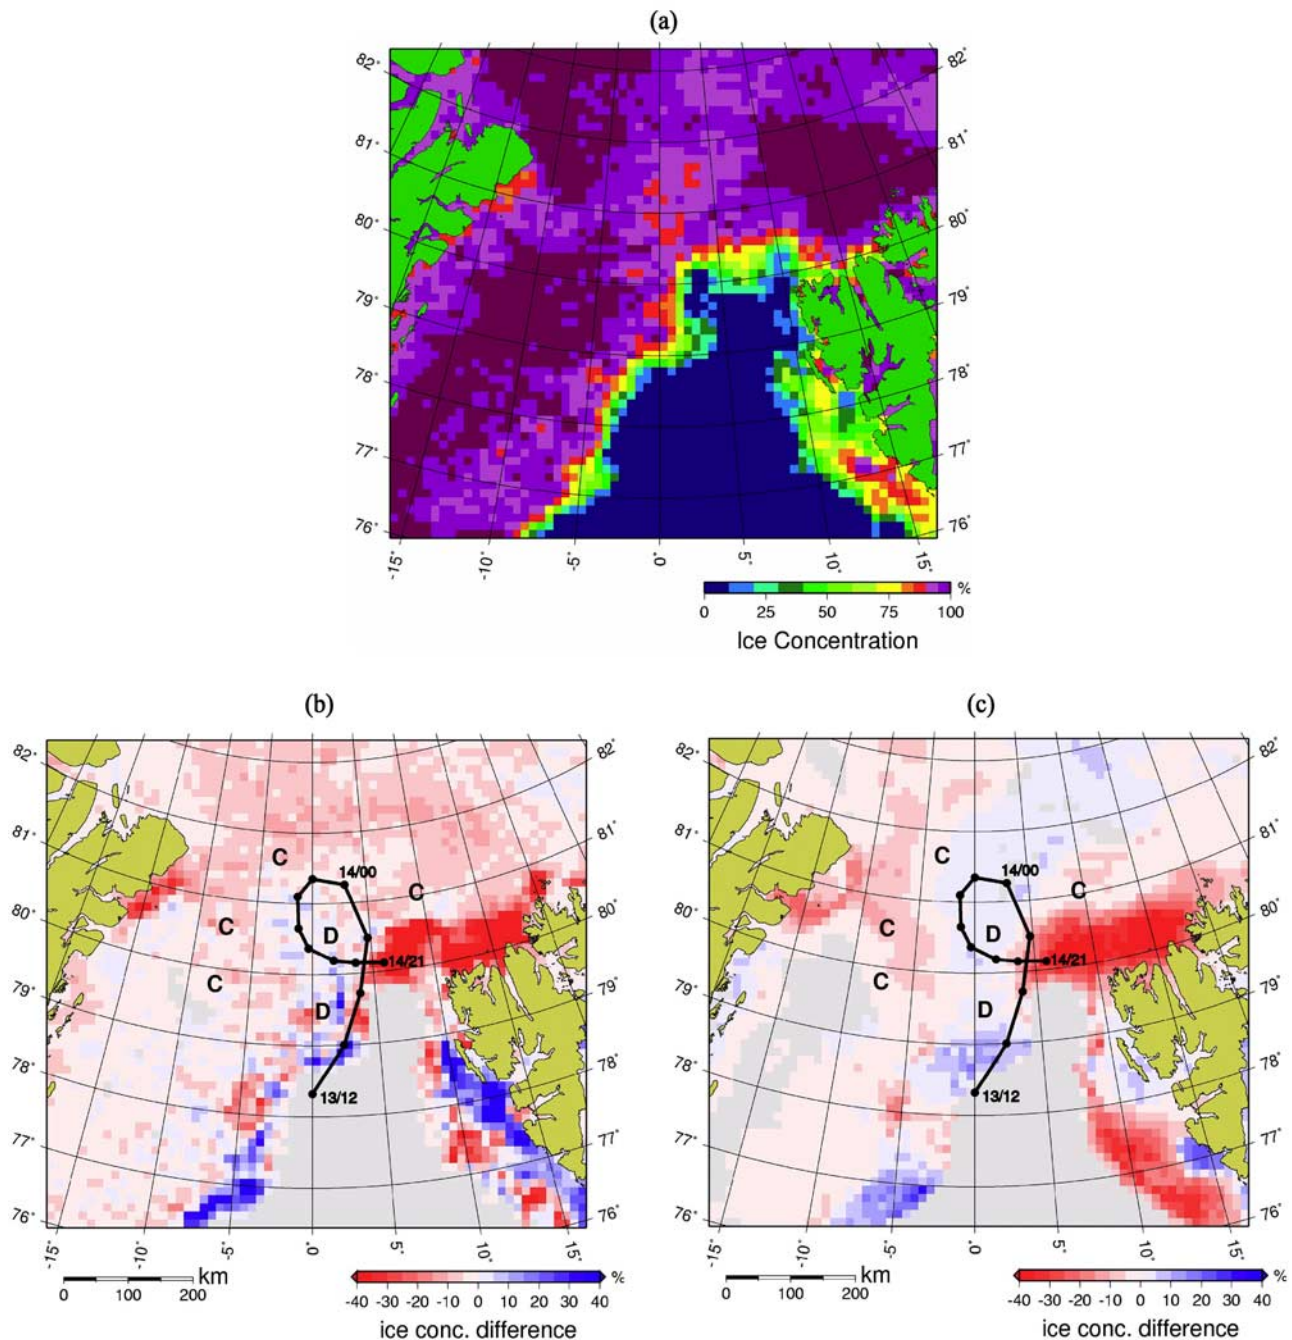 (a)
82° 82°
81° 81°
80° 80°
79° 79°
78° 78°
77° 77°
76° 76°
-15° -10° -5° 0° 5° 10° 15°
0 25 50 75 100 %
Ice Concentration
(b)
82° 82°
81° 81°
80° 80°
79° 79°
78° 78°
77° 77°
76° 76°
C 14/00 C
C D 14/21
C D
13/12
-15° -10° -5° 0° 5° 10° 15°
km
0 100 200
%
-40 -30 -20 -10 0 10 20 30 40
ice conc. difference
(c)
82° 82°
81° 81°
80° 80°
79° 79°
78° 78°
77° 77°
76° 76°
C 14/00 C
C D 14/21
C D
13/12
-15° -10° -5° 0° 5° 10° 15°
km
0 100 200
%
-40 -30 -20 -10 0 10 20 30 40
ice conc. difference